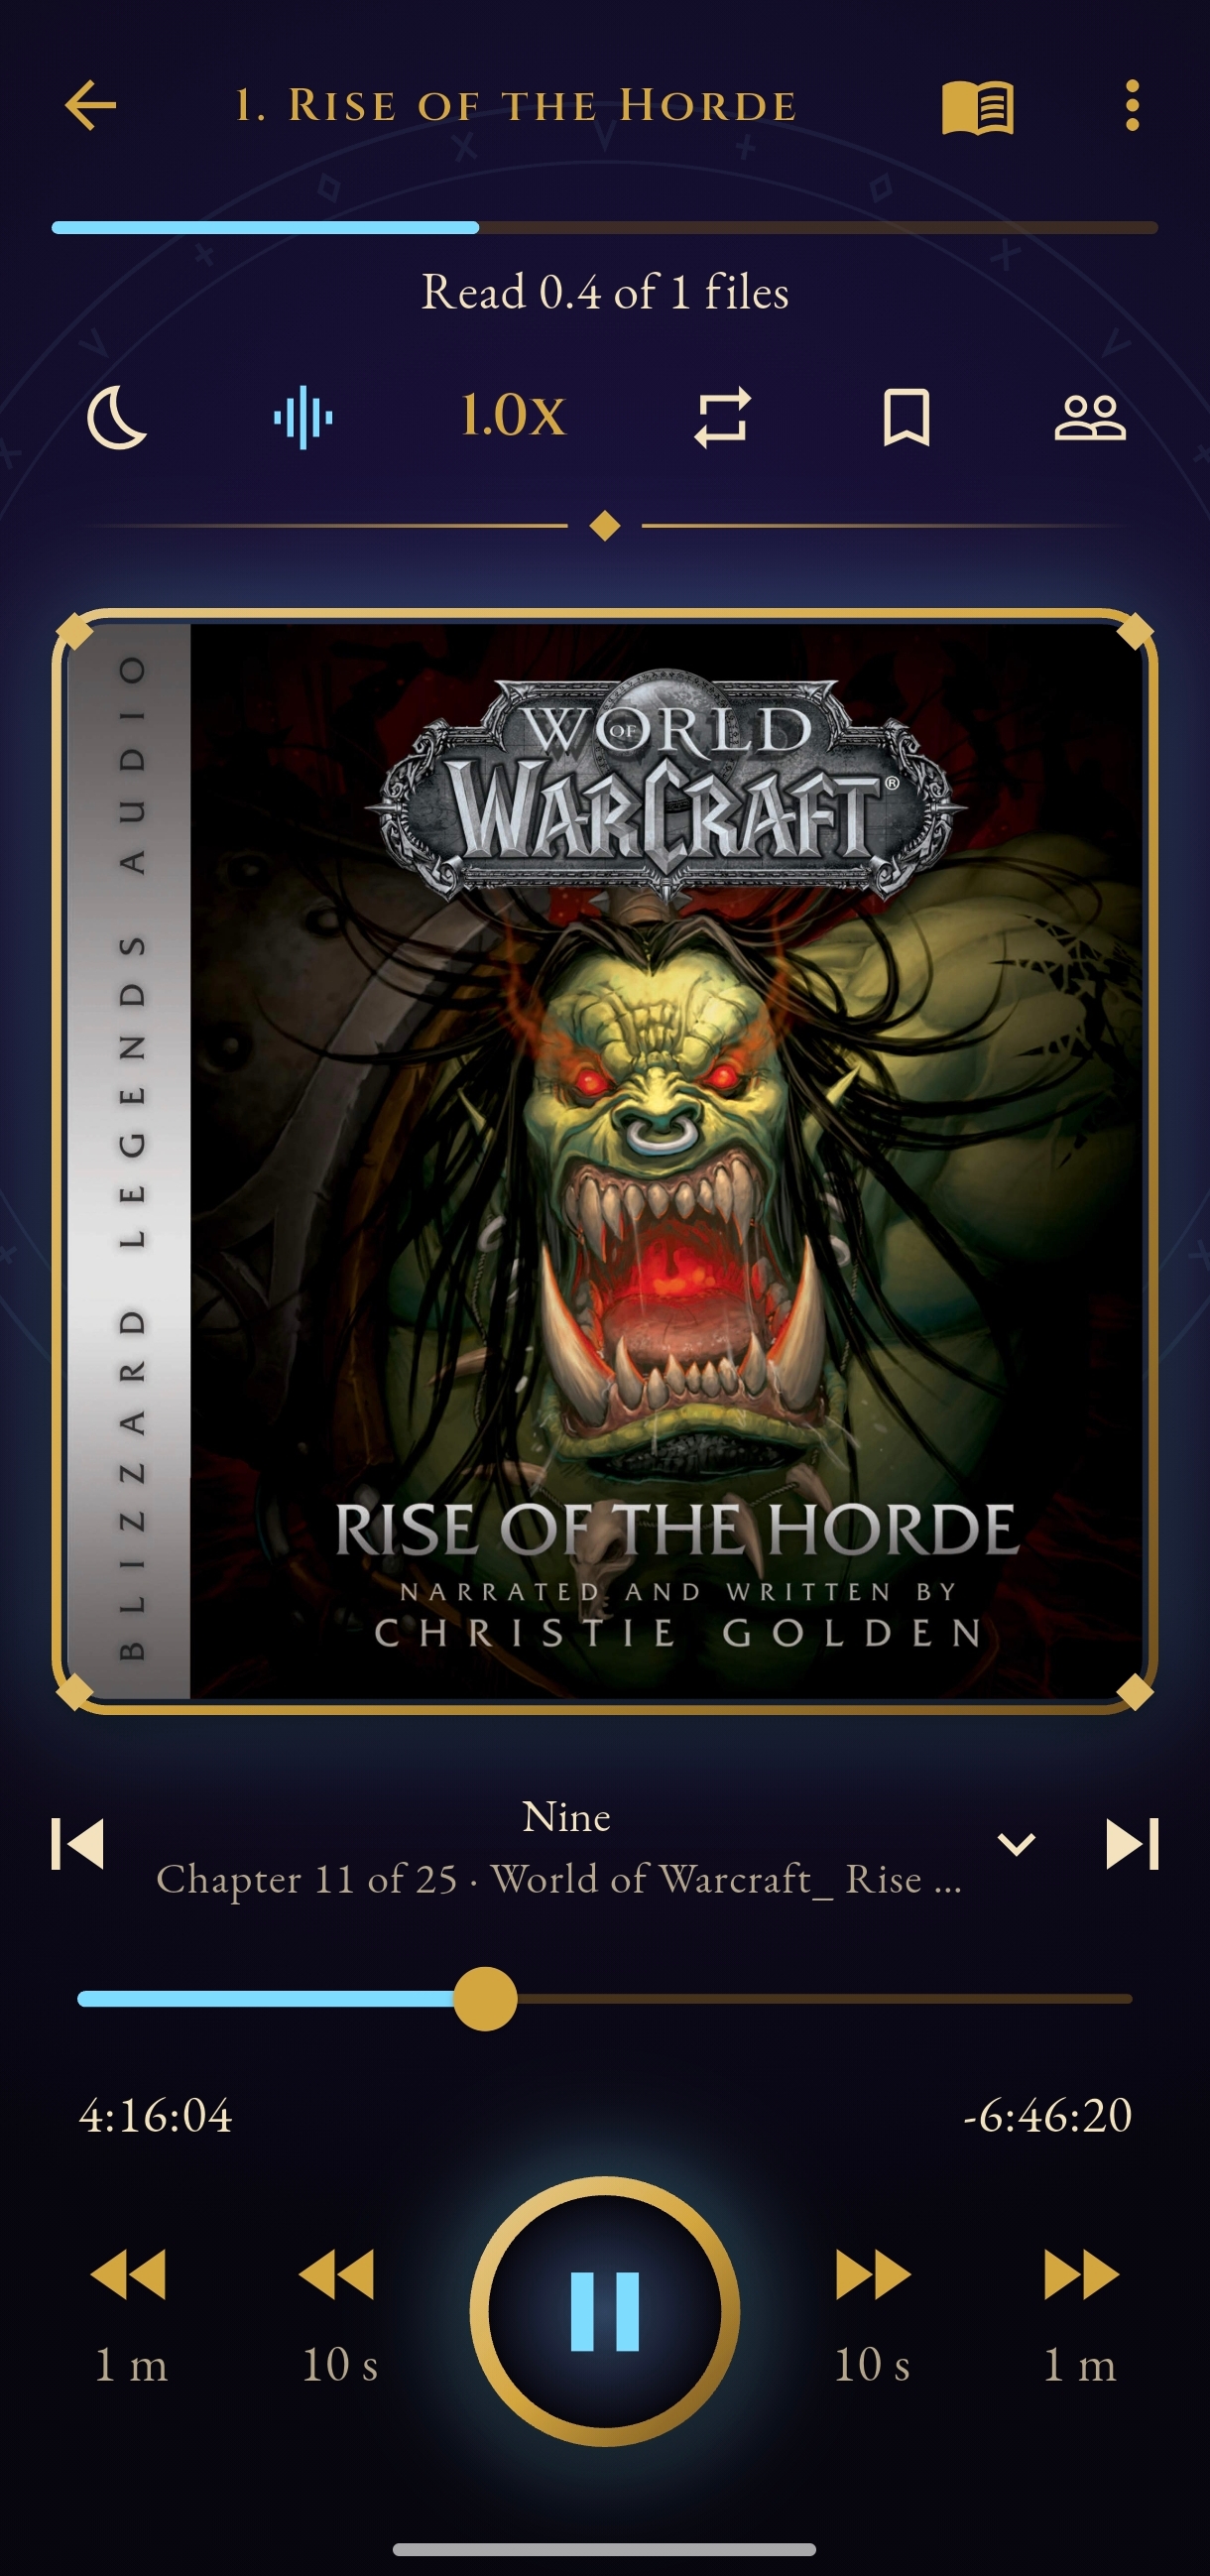 1. Rise of the Horde
Read 0.4 of 1 files
1.0x
BLIZZARD LEGENDS AUDIO
WORLD
OF
WARCRAFT®
RISE OF THE HORDE
NARRATED AND WRITTEN BY
CHRISTIE GOLDEN
Nine
Chapter 11 of 25 · World of Warcraft_ Rise ...
4:16:04
-6:46:20
1 m
10 s
10 s
1 m